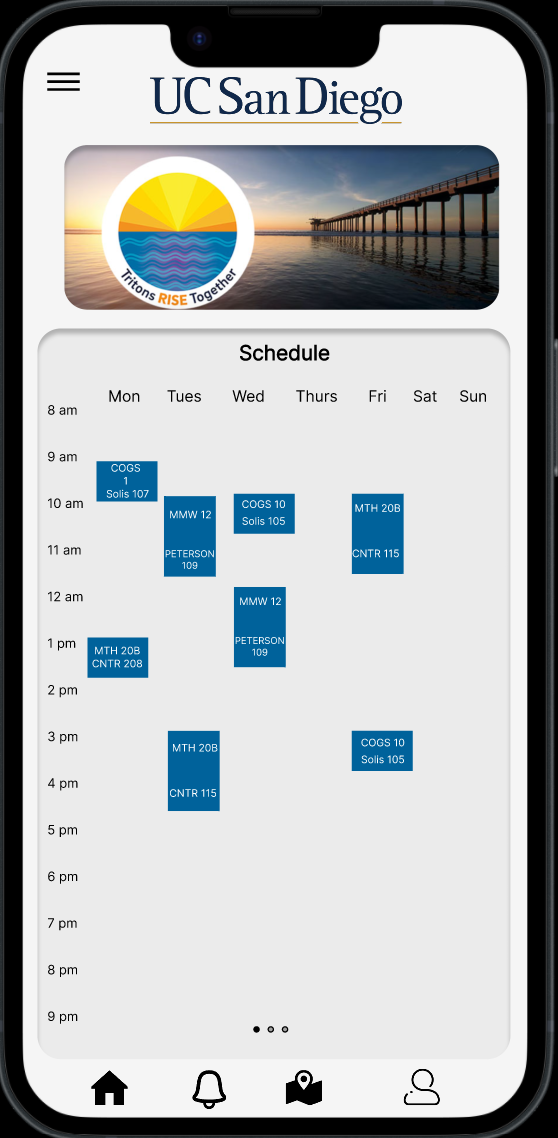 UC San Diego
Tritons RISE Together
Schedule
Mon Tues Wed Thurs Fri Sat Sun
8 am
9 am
COGS
1
Solis 107
10 am
MMW 12
PETERSON
109
COGS 10
Solis 105
MTH 20B
CNTR 115
11 am
12 am
MMW 12
PETERSON
109
1 pm
MTH 20B
CNTR 208
2 pm
3 pm
MTH 20B
CNTR 115
COGS 10
Solis 105
4 pm
5 pm
6 pm
7 pm
8 pm
9 pm